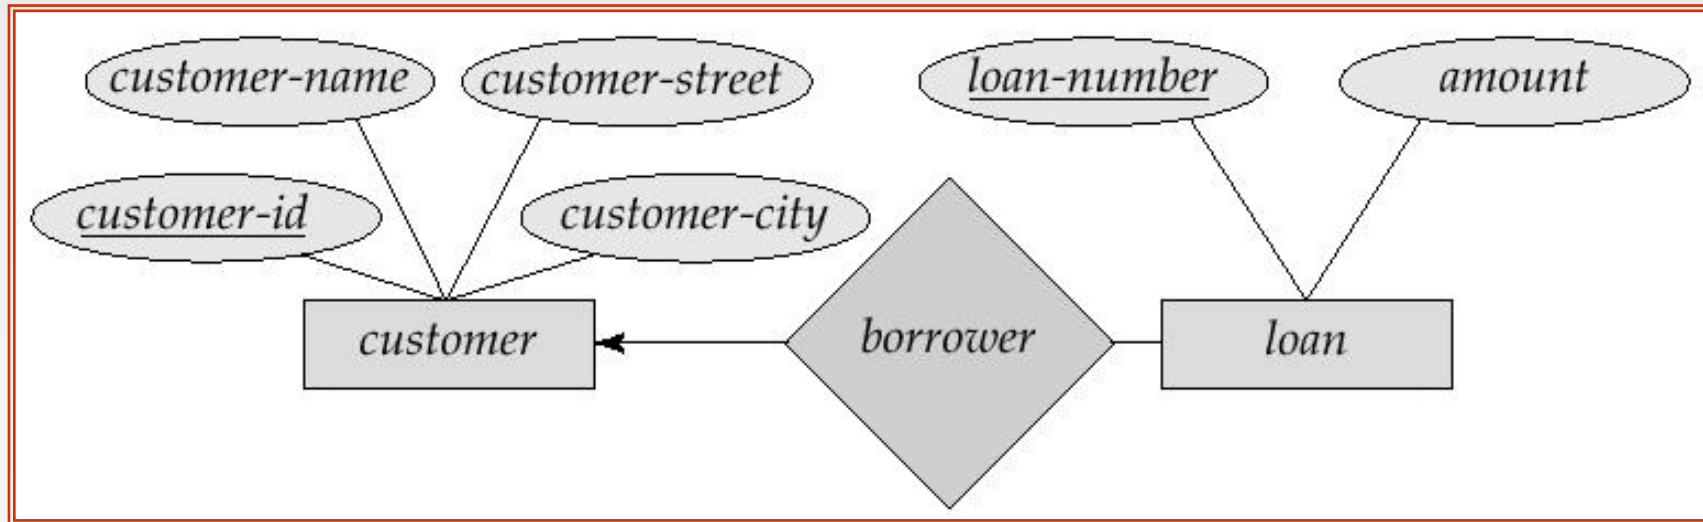 customer-name
customer-street
loan-number
amount
customer-id
customer-city
customer
borrower
loan